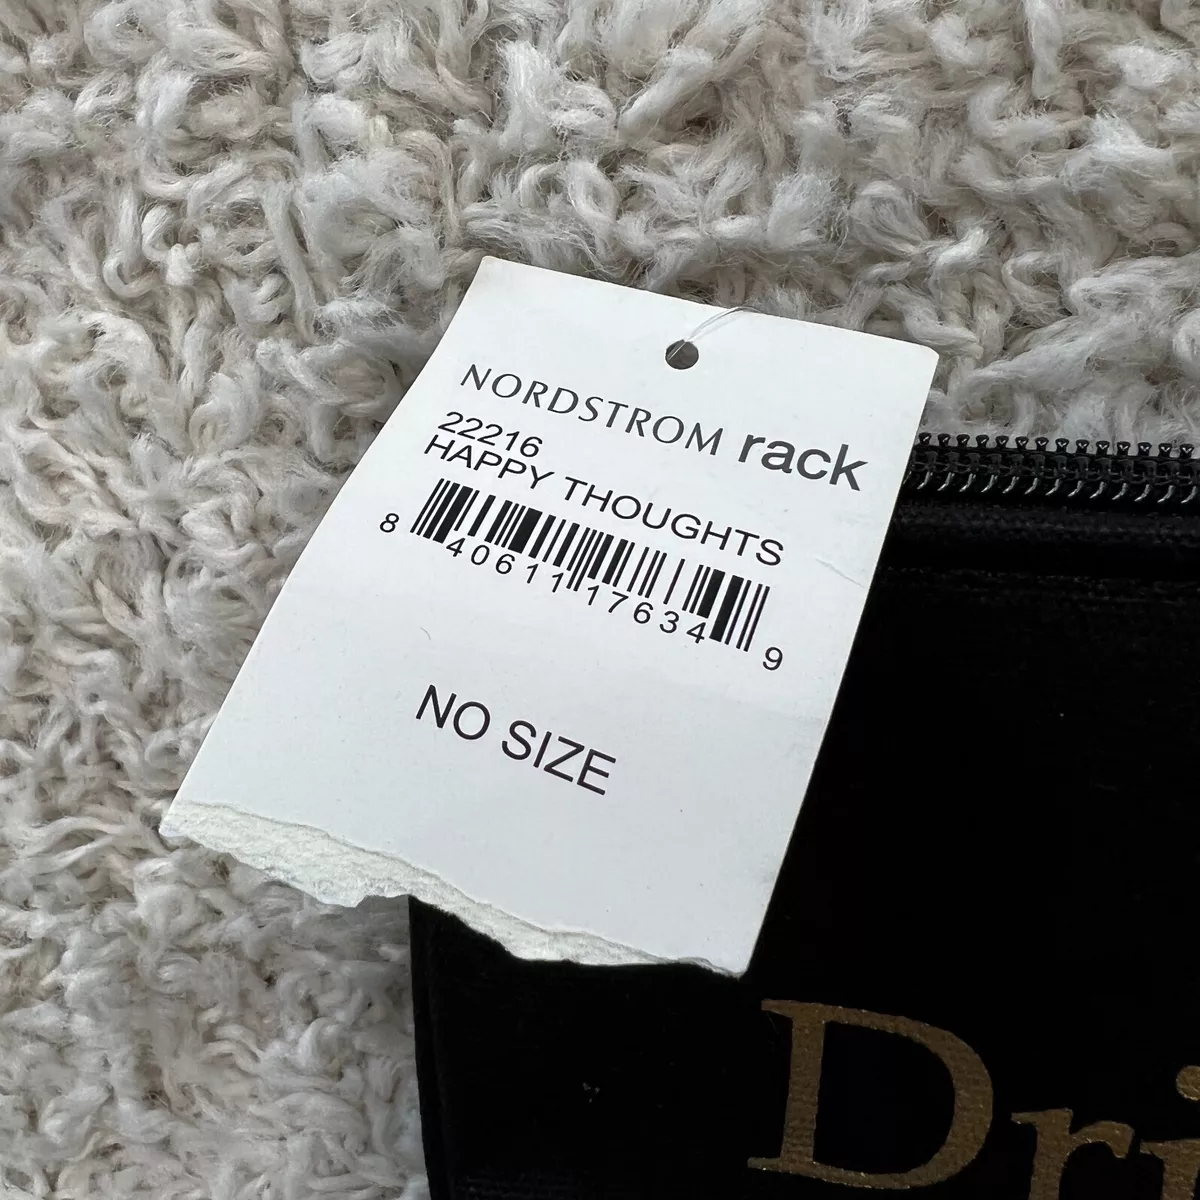 NORDSTROM rack
22216
HAPPY THOUGHTS
8 40611 17634 9
NO SIZE
Dri